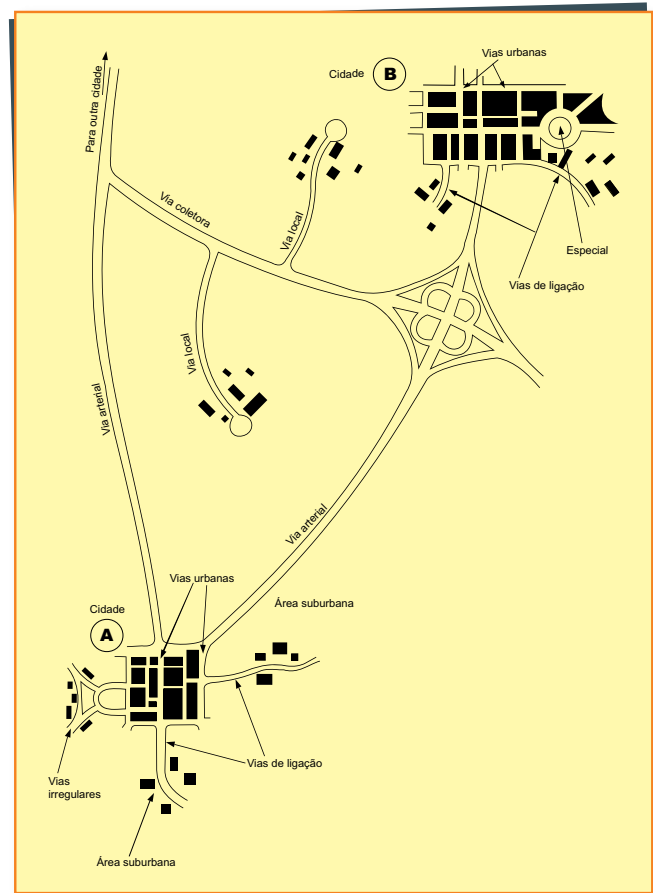 Vias urbanas
Cidade
B
Para outra cidade
Via coletora
Via local
Especial
Vias de ligação
Via local
Via arterial
Via arterial
Vias urbanas
Área suburbana
Cidade
A
Vias de ligação
Vias
irregulares
Área suburbana